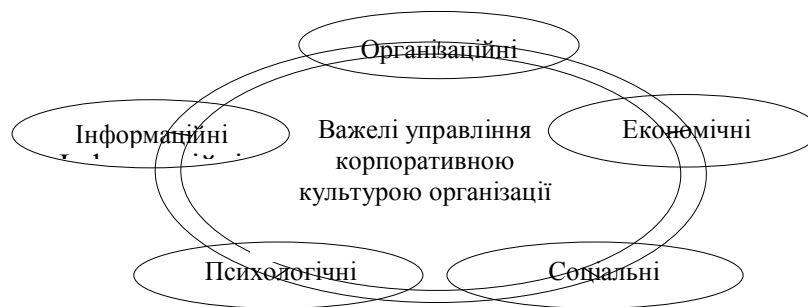 Організаційні
Інформаційні
Важелі управління
корпоративною
культурою організації
Економічні
Психологічні
Соціальні